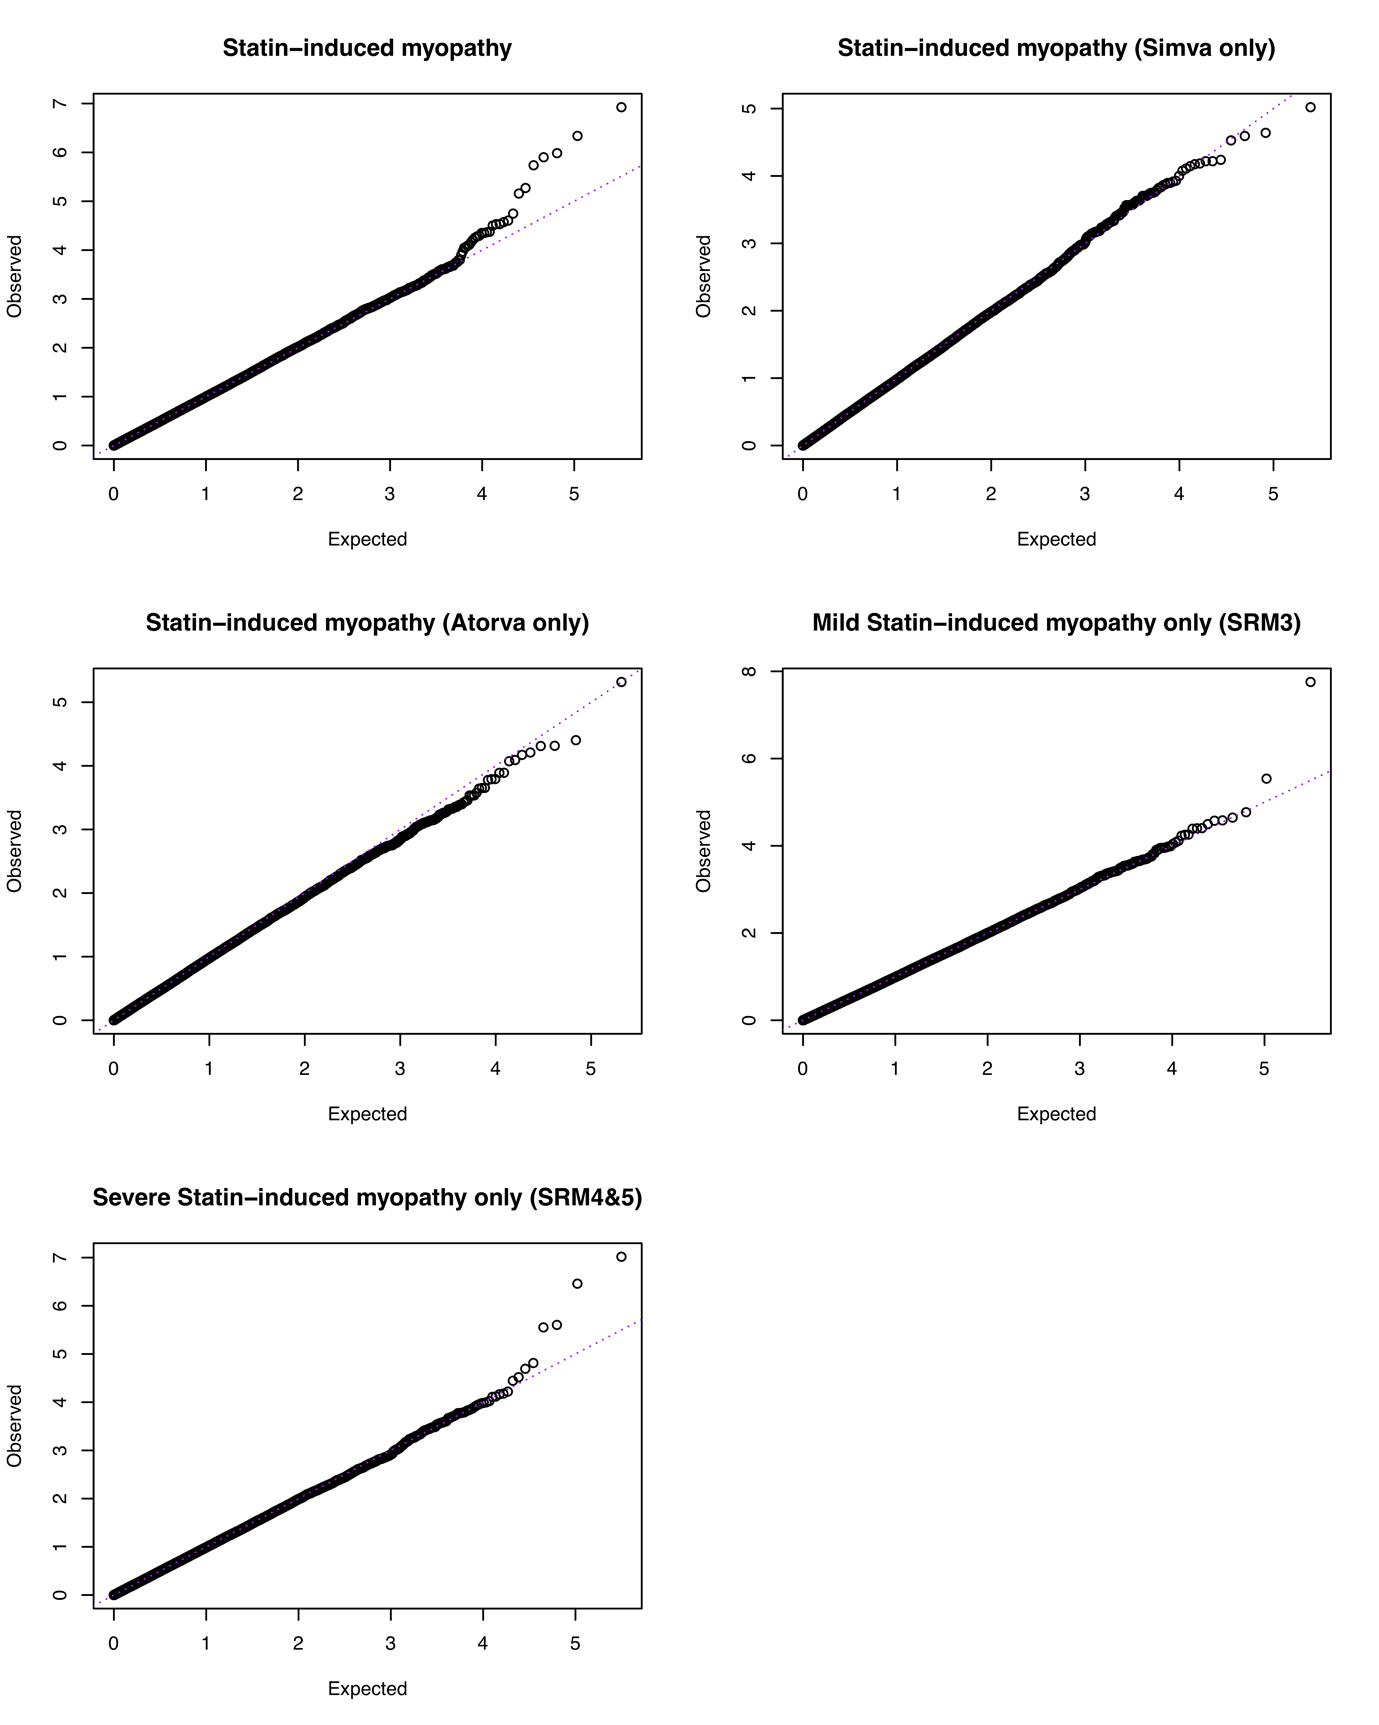 Statin−induced myopathy
Observed
7
6
5
4
3
2
1
0
0 1 2 3 4 5
Expected
Statin−induced myopathy (Simva only)
Observed
5
4
3
2
1
0
0 1 2 3 4 5
Expected
Statin−induced myopathy (Atorva only)
Observed
5
4
3
2
1
0
0 1 2 3 4 5
Expected
Mild Statin−induced myopathy only (SRM3)
Observed
8
6
4
2
0
0 1 2 3 4 5
Expected
Severe Statin−induced myopathy only (SRM4&5)
Observed
7
6
5
4
3
2
1
0
0 1 2 3 4 5
Expected